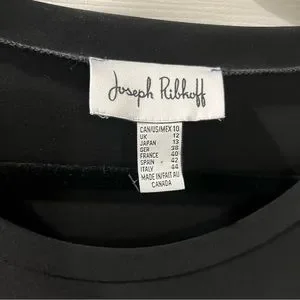 Joseph Ribkoff
CAN/US/MEX 10
UK 12
JAPAN 13
GER 38
FRANCE 40
SPAIN 42
ITALY 44
MADE IN/FAIT AU
CANADA